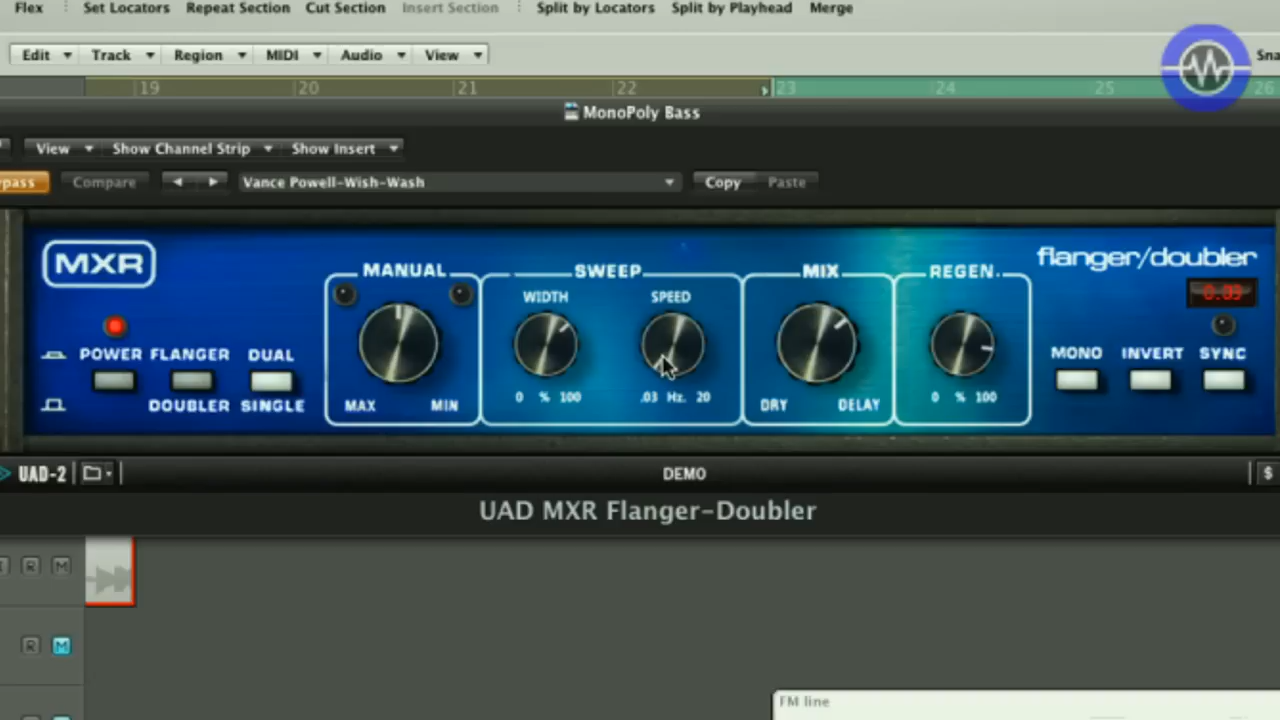 Flex Set Locators Repeat Section Cut Section Insert Section Split by Locators Split by Playhead Merge
Edit Track Region MIDI Audio View
19 20 21 22 23 24 25 26
MonoPoly Bass
View Show Channel Strip Show Insert
pass Compare Vance Powell-Wish-Wash Copy Paste
MXR
flanger/doubler
MANUAL SWEEP MIX REGEN.
WIDTH SPEED
0.03
POWER FLANGER DUAL
MONO INVERT SYNC
DOUBLER SINGLE
MAX MIN
0 % 100
.03 Hz. 20
DRY DELAY
0 % 100
UAD-2 DEMO $
UAD MXR Flanger-Doubler
R M
R M
FM line